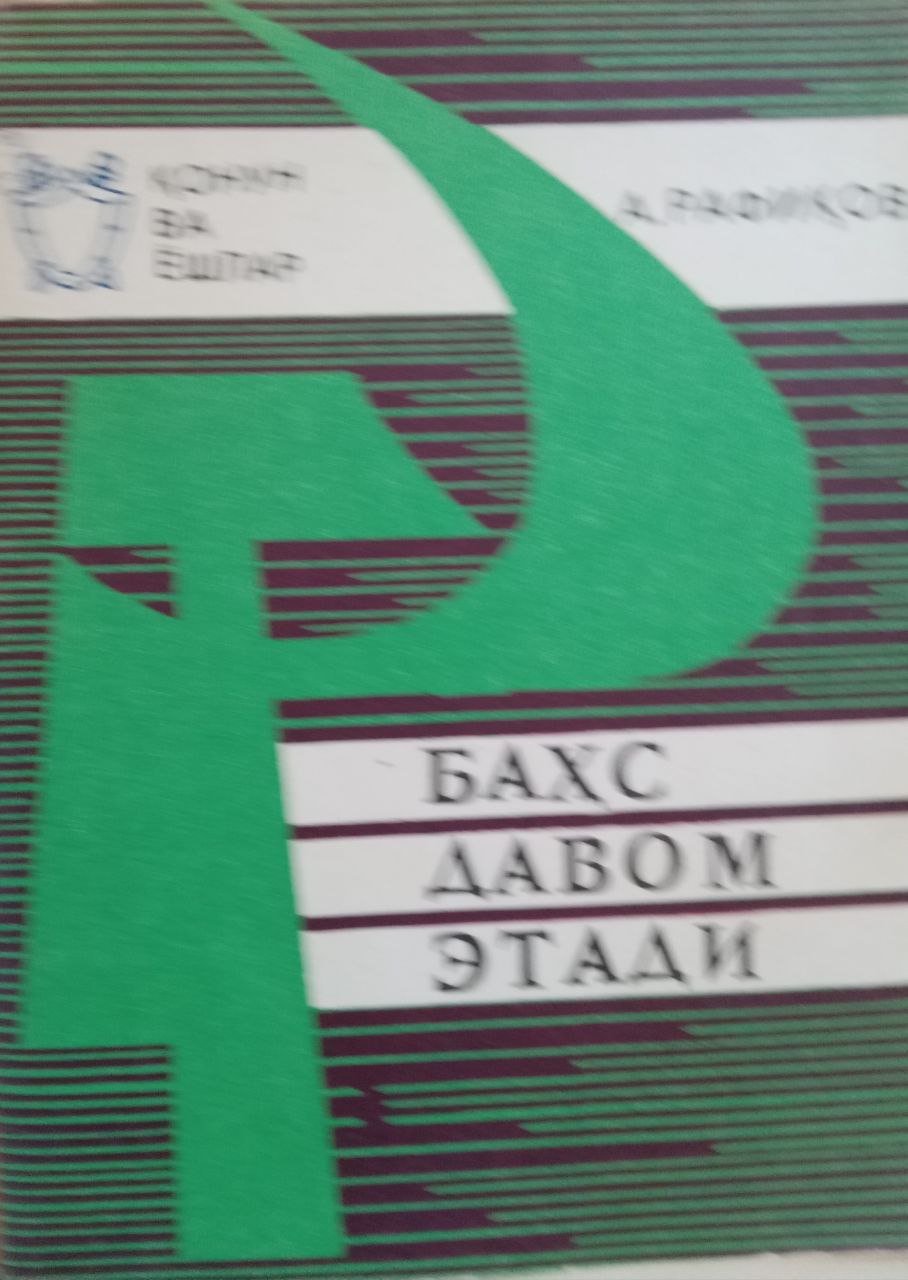 ҚОНУН
ВА
ЁШЛАР
А.РАФИҚОВ
БАҲС
ДАВОМ
ЭТАДИ